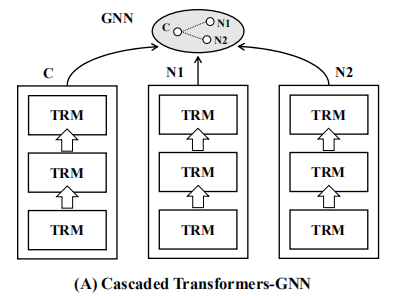 GNN
C N1
N2
C N1 N2
TRM TRM TRM
TRM TRM TRM
TRM TRM TRM
(A) Cascaded Transformers-GNN